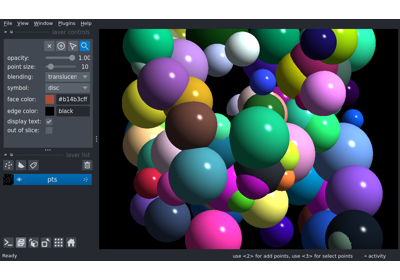 File View Window Plugins Help
layer controls
opacity: 1.00
point size: 10
blending: translucen
symbol: disc
face color: #b14b3cff
edge color: black
display text: ✓
out of slice:
layer list
pts
Ready use <2> for add points, use <3> for select points activity